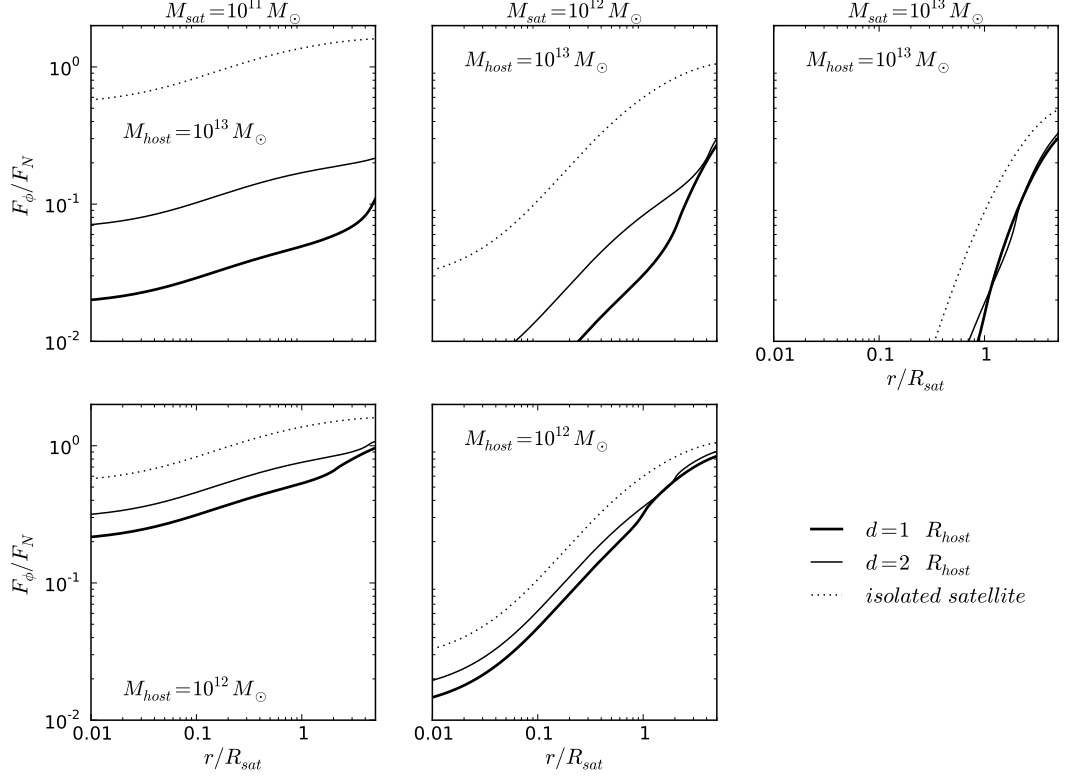 M_sat = 10^11 M_⊙
M_sat = 10^12 M_⊙
M_sat = 10^13 M_⊙
M_host = 10^13 M_⊙
M_host = 10^13 M_⊙
M_host = 10^13 M_⊙
F_ϕ/F_N
10^0
10^-1
10^-2
0.01 0.1 1
r/R_sat
M_host = 10^12 M_⊙
M_host = 10^12 M_⊙
F_ϕ/F_N
10^0
10^-1
10^-2
0.01 0.1 1
r/R_sat
0.01 0.1 1
r/R_sat
d=1 R_host
d=2 R_host
isolated satellite